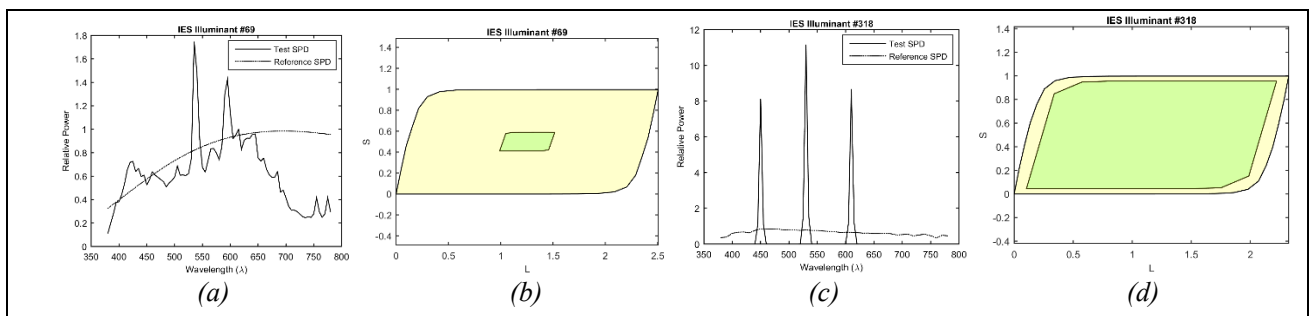 IES Illuminant #69
Relative Power
1.8
1.6
1.4
1.2
1
0.8
0.6
0.4
0.2
0
350 400 450 500 550 600 650 700 750 800
Wavelength (λ)
Test SPD
Reference SPD
(a)
IES Illuminant #69
S
1.4
1.2
1
0.8
0.6
0.4
0.2
0
-0.2
-0.4
0 0.5 1 1.5 2 2.5
L
(b)
IES Illuminant #318
Relative Power
12
10
8
6
4
2
0
350 400 450 500 550 600 650 700 750 800
Wavelength (λ)
Test SPD
Reference SPD
(c)
IES Illuminant #318
S
1.4
1.2
1
0.8
0.6
0.4
0.2
0
-0.2
-0.4
0 0.5 1 1.5 2
L
(d)